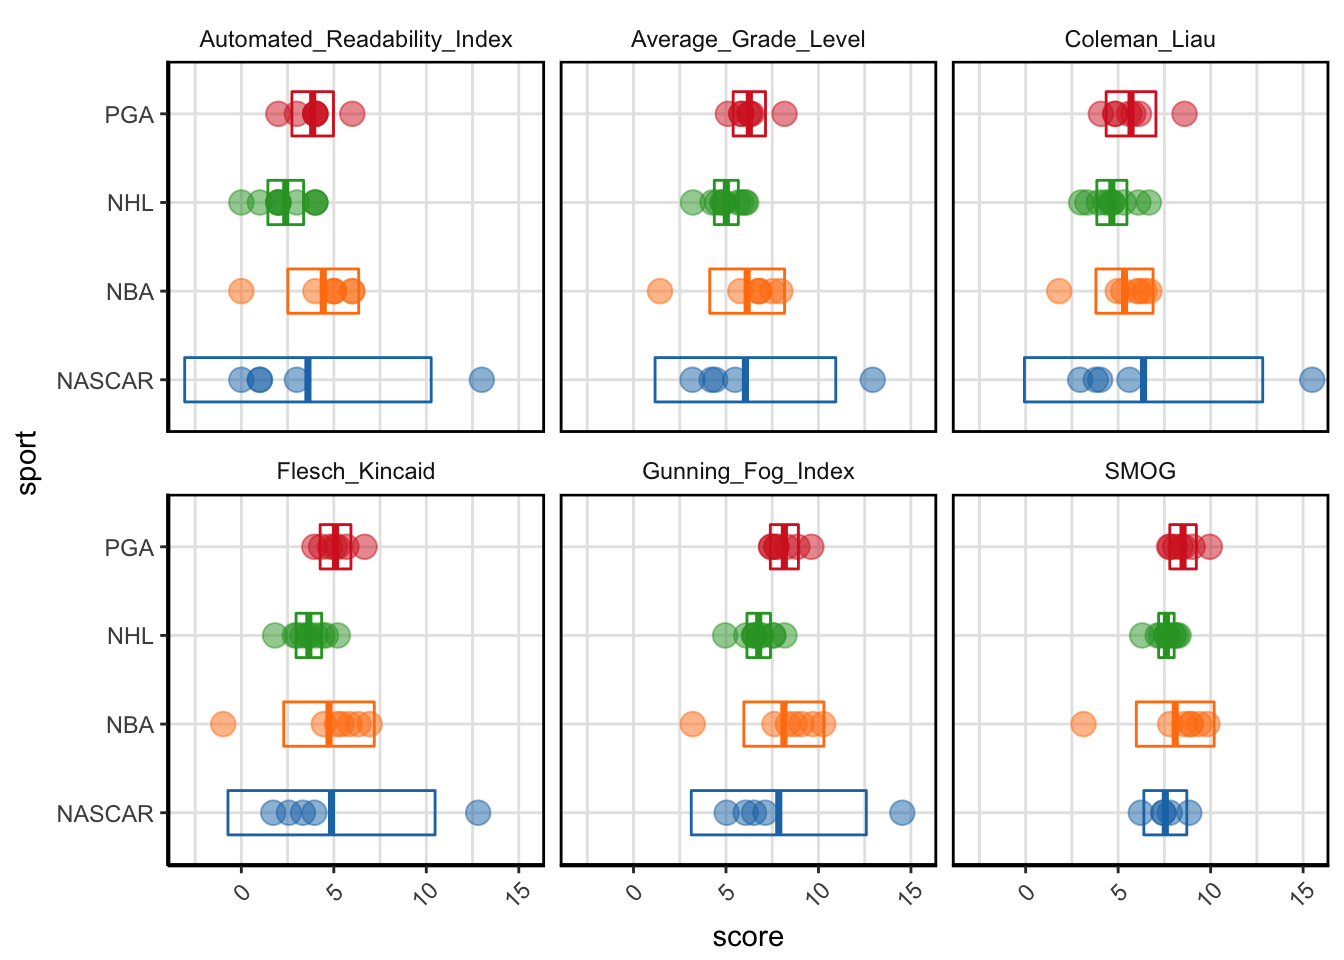 Automated_Readability_Index
Average_Grade_Level
Coleman_Liau
PGA
NHL
NBA
NASCAR
sport
Flesch_Kincaid
Gunning_Fog_Index
SMOG
PGA
NHL
NBA
NASCAR
0 5 10 15
0 5 10 15
0 5 10 15
score